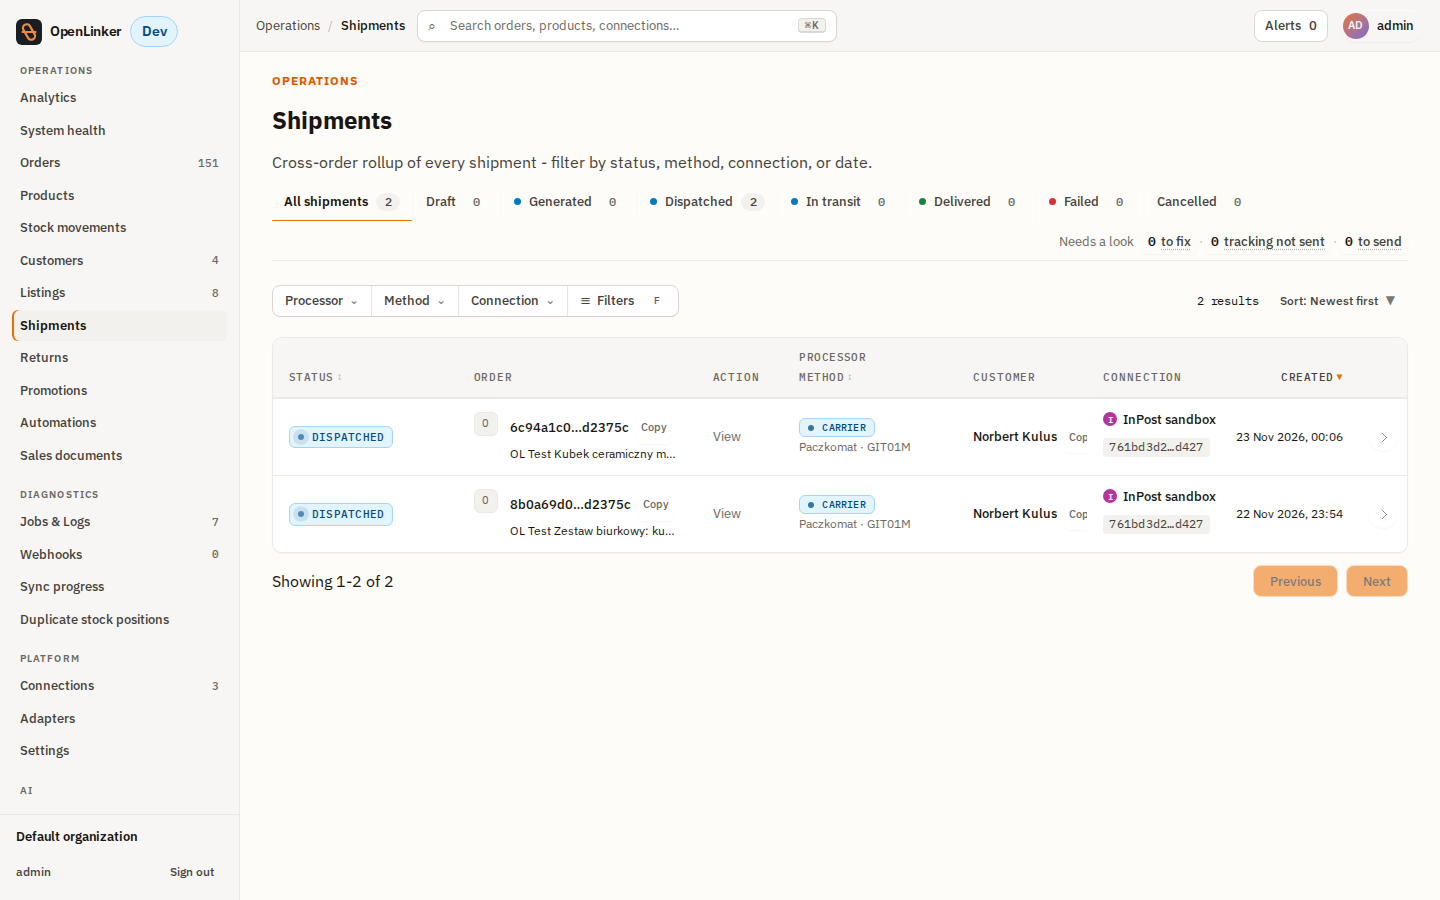 OpenLinker Dev
OPERATIONS
Analytics
System health
Orders 151
Products
Stock movements
Customers 4
Listings 8
Shipments
Returns
Promotions
Automations
Sales documents
DIAGNOSTICS
Jobs & Logs 7
Webhooks 0
Sync progress
Duplicate stock positions
PLATFORM
Connections 3
Adapters
Settings
AI
Default organization
admin Sign out
Operations / Shipments Search orders, products, connections... ⌘K Alerts 0 AD admin
OPERATIONS
Shipments
Cross-order rollup of every shipment - filter by status, method, connection, or date.
All shipments 2 Draft 0 Generated 0 Dispatched 2 In transit 0 Delivered 0 Failed 0 Cancelled 0
Needs a look 0 to fix · 0 tracking not sent · 0 to send
Processor Method Connection Filters F 2 results Sort: Newest first ▼
STATUS ORDER ACTION PROCESSOR METHOD CUSTOMER CONNECTION CREATED ▼
DISPATCHED O 6c94a1c0...d2375c Copy View CARRIER Norbert Kulus Cop I InPost sandbox 23 Nov 2026, 00:06
OL Test Kubek ceramiczny m... Paczkomat · GIT01M 761bd3d2…d427
DISPATCHED O 8b0a69d0...d2375c Copy View CARRIER Norbert Kulus Cop I InPost sandbox 22 Nov 2026, 23:54
OL Test Zestaw biurkowy: ku... Paczkomat · GIT01M 761bd3d2…d427
Showing 1-2 of 2 Previous Next